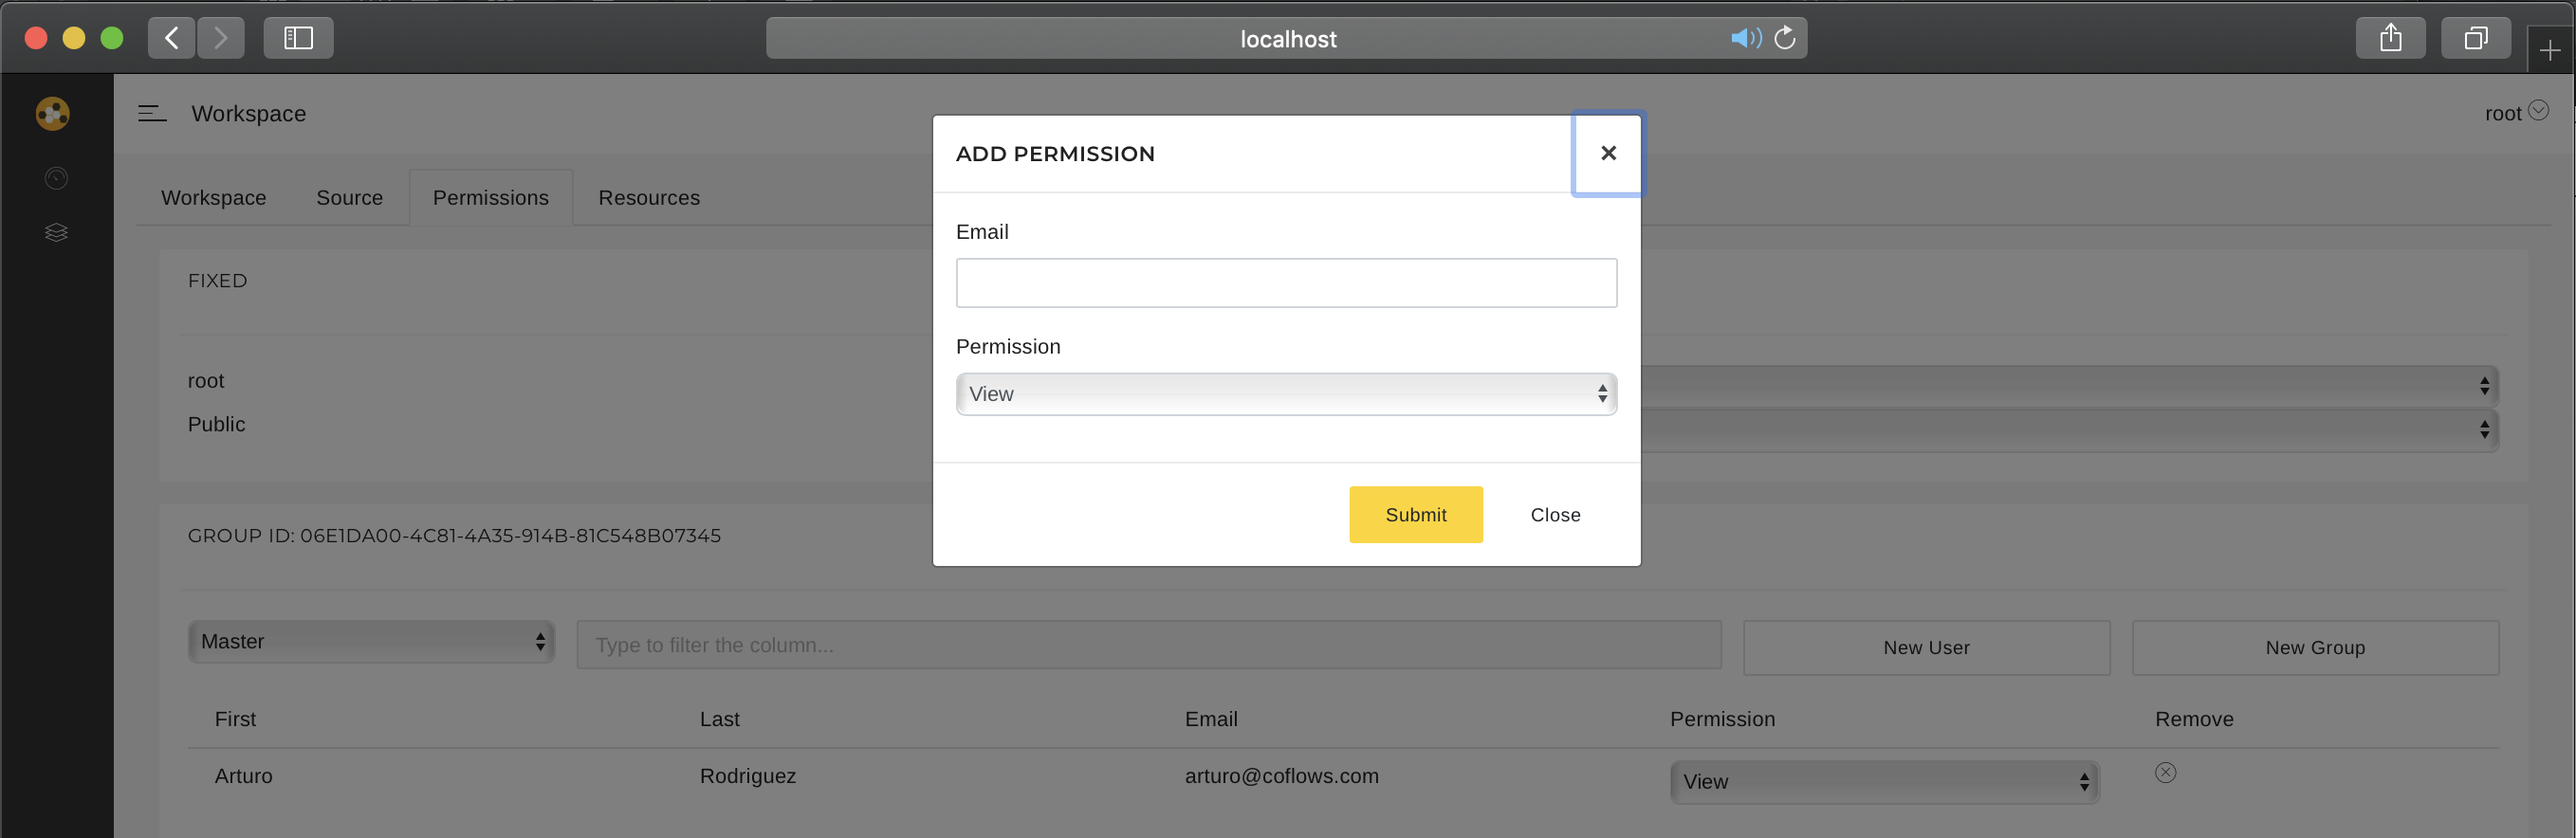 localhost
Workspace
root
Workspace Source Permissions Resources
FIXED
root
Public
ADD PERMISSION
Email
Permission
View
Submit Close
GROUP ID: 06E1DA00-4C81-4A35-914B-81C548B07345
Master Type to filter the column... New User New Group
First Last Email Permission Remove
Arturo Rodriguez arturo@coflows.com View